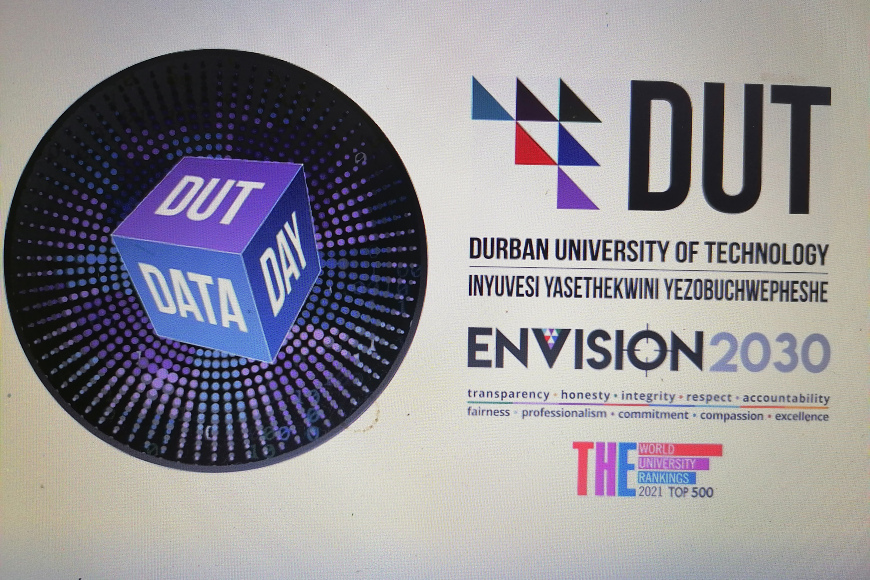 DUT
DATA
DAY
DUT
DURBAN UNIVERSITY OF TECHNOLOGY
INYUVESI YASETHEKWINI YEZOBUCHWEPHESHE
ENVISION2030
transparency • honesty • integrity • respect • accountability
fairness • professionalism • commitment • compassion • excellence
THE WORLD
UNIVERSITY
RANKINGS
2021 TOP 500